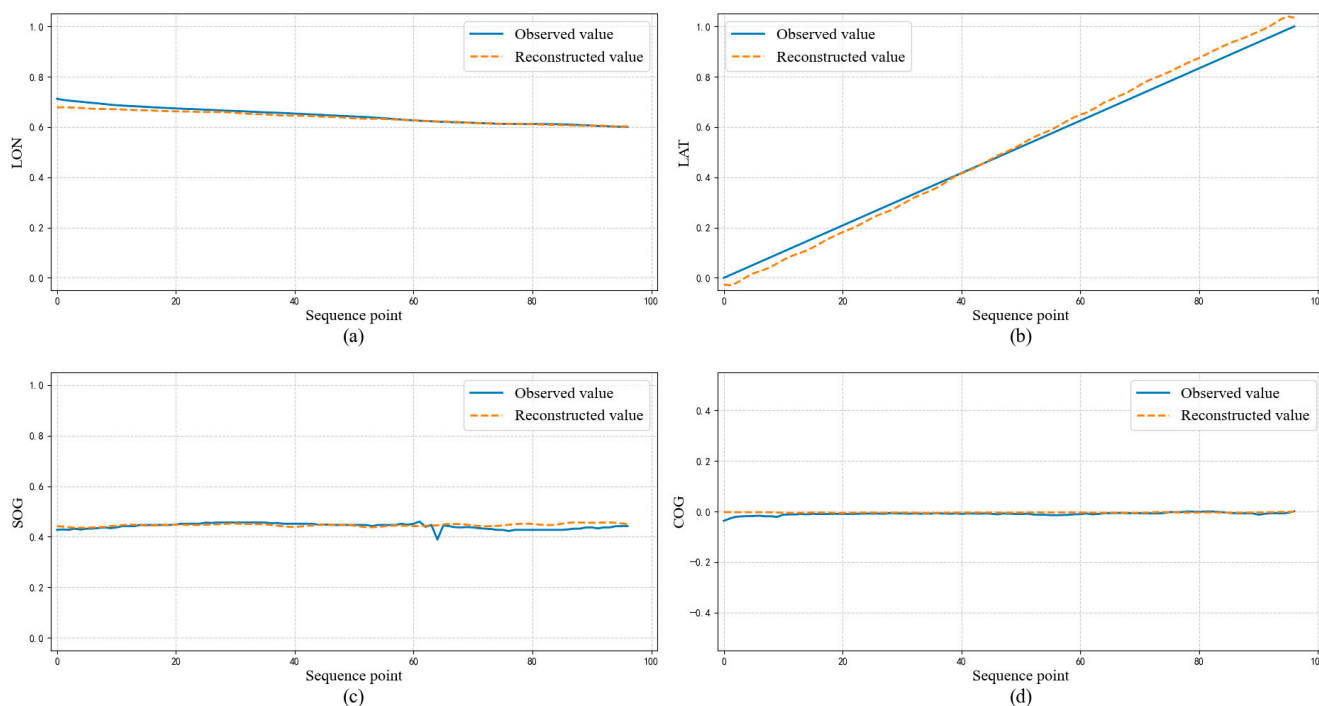 1.0
0.8
0.6
0.4
0.2
0.0
LON
0 20 40 60 80 100
Sequence point
(a)
Observed value
Reconstructed value
1.0
0.8
0.6
0.4
0.2
0.0
LAT
0 20 40 60 80 10
Sequence point
(b)
Observed value
Reconstructed value
1.0
0.8
0.6
0.4
0.2
0.0
SOG
0 20 40 60 80 100
Sequence point
(c)
Observed value
Reconstructed value
0.4
0.2
0.0
−0.2
−0.4
COG
0 20 40 60 80 10
Sequence point
(d)
Observed value
Reconstructed value